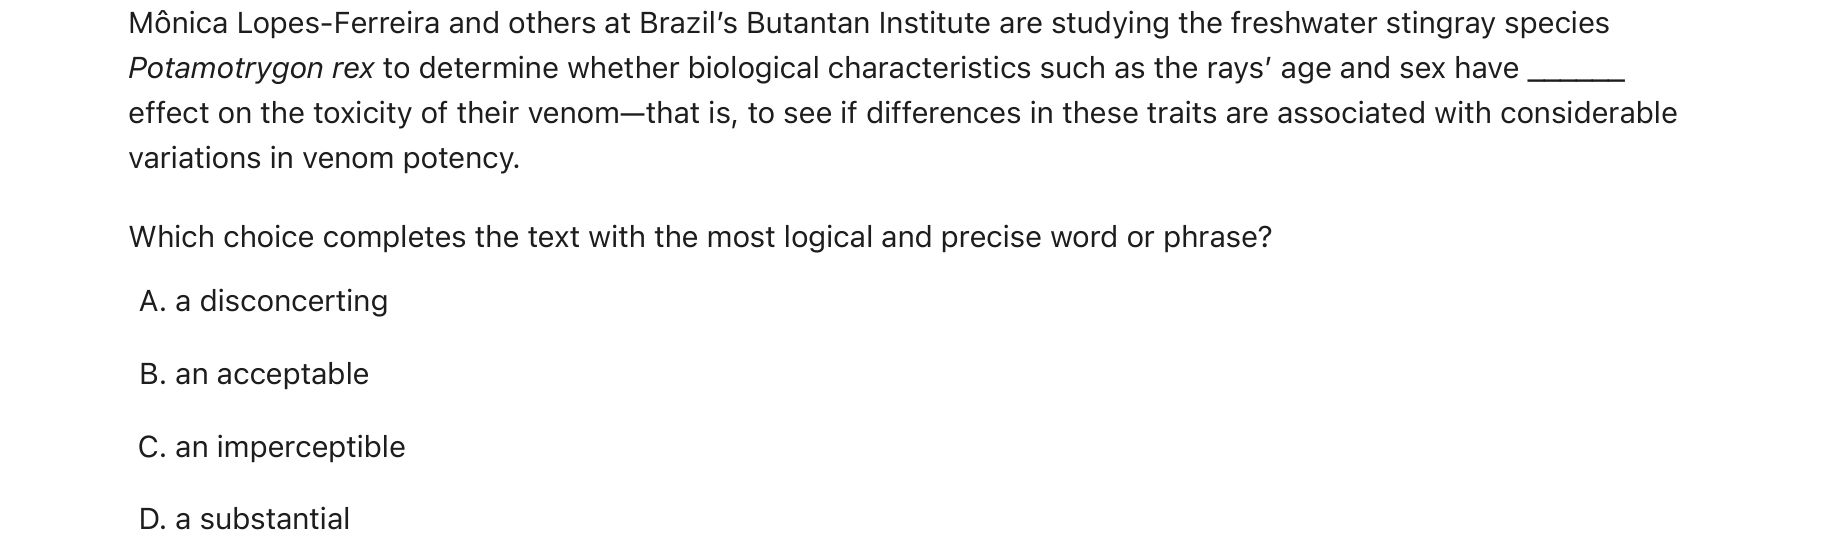 Mônica Lopes-Ferreira and others at Brazil’s Butantan Institute are studying the freshwater stingray species
Potamotrygon rex to determine whether biological characteristics such as the rays’ age and sex have ______
effect on the toxicity of their venom—that is, to see if differences in these traits are associated with considerable
variations in venom potency.
Which choice completes the text with the most logical and precise word or phrase?
A. a disconcerting
B. an acceptable
C. an imperceptible
D. a substantial